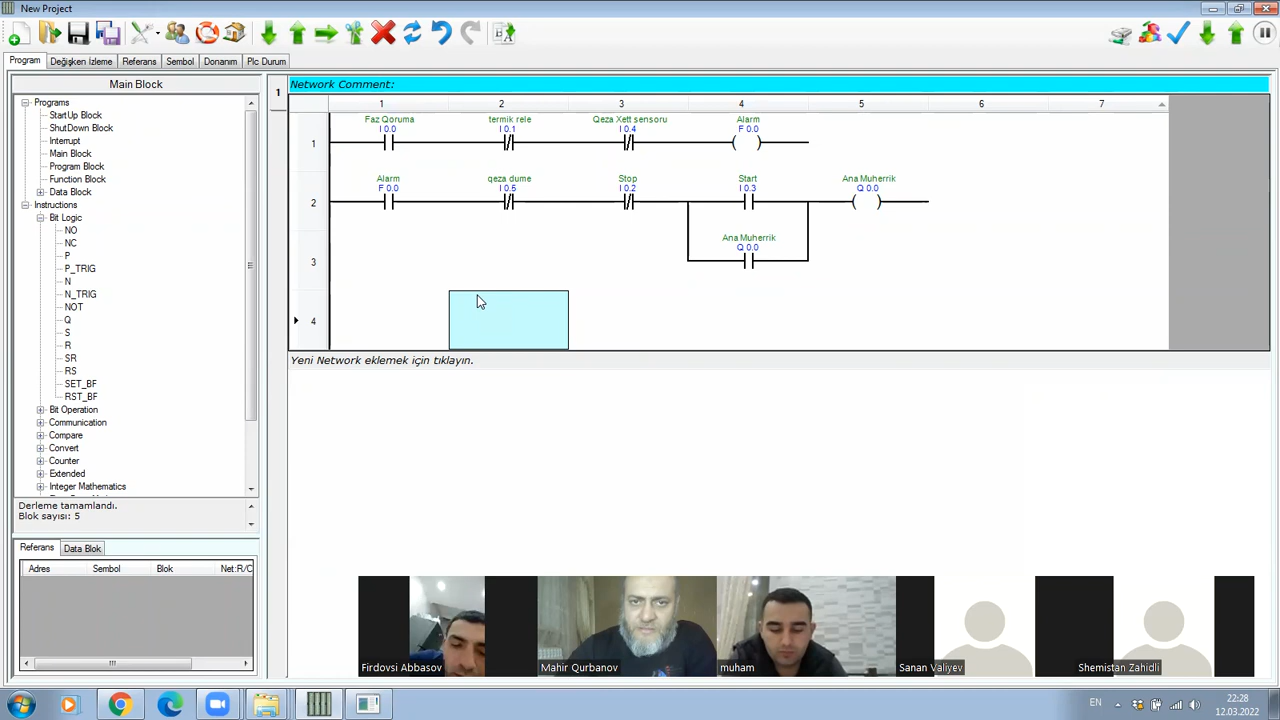 New Project
Program
Değişken İzleme
Referans
Sembol
Donanım
Plc Durum
Main Block
Programs
StartUp Block
ShutDown Block
Interrupt
Main Block
Program Block
Function Block
Data Block
Instructions
Bit Logic
NO
NC
P
P_TRIG
N
N_TRIG
NOT
Q
S
R
SR
RS
SET_BF
RST_BF
Bit Operation
Communication
Compare
Convert
Counter
Extended
Integer Mathematics
Derleme tamamlandı.
Blok sayısı: 5
Referans
Data Blok
Adres Sembol Blok Net:R/C
1
Network Comment:
1 2 3 4 5 6 7
Faz Qoruma termik rele Qeza Xett sensoru Alarm
I 0.0 I 0.1 I 0.4 F 0.0
1
Alarm qeza dume Stop Start Ana Muherrik
F 0.0 I 0.5 I 0.2 I 0.3 Q 0.0
2
Ana Muherrik
Q 0.0
3
4
Yeni Network eklemek için tıklayın.
Firdovsi Abbasov
Mahir Qurbanov
muham
Sanan Valiyev
Shemistan Zahidli
EN
22:28
12.03.2022